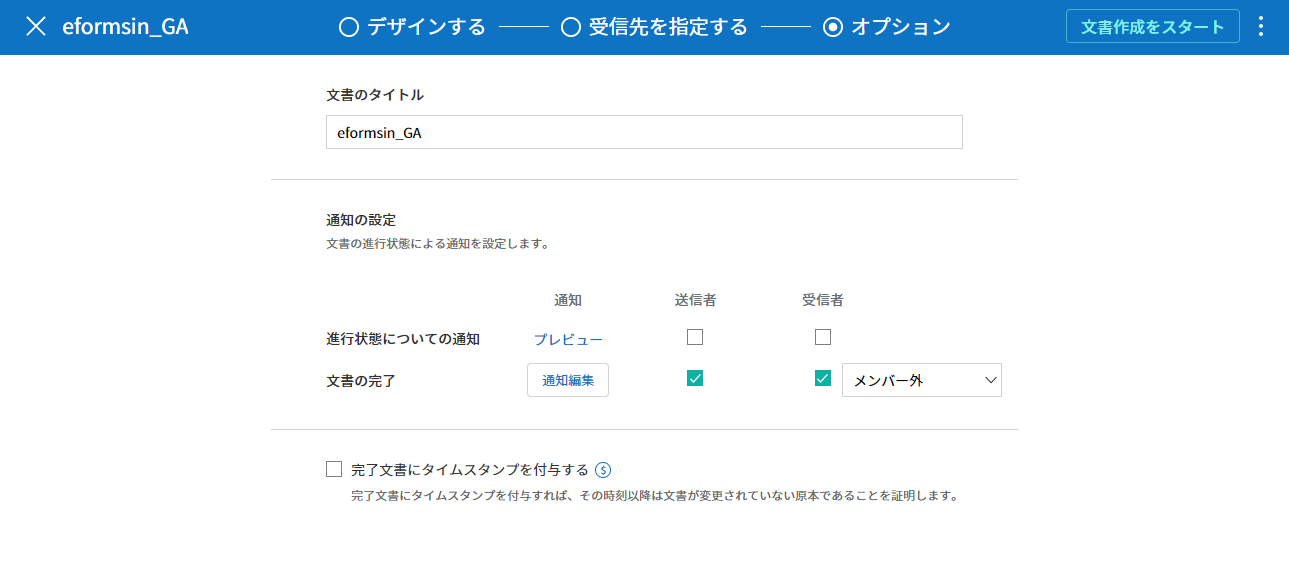 eformsin_GA デザインする 受信先を指定する オプション 文書作成をスタート
文書のタイトル
eformsin_GA
通知の設定
文書の進行状態による通知を設定します。
通知 送信者 受信者
進行状態についての通知 プレビュー
文書の完了 通知編集 メンバー外
完了文書にタイムスタンプを付与する $
完了文書にタイムスタンプを付与すれば、その時刻以降は文書が変更されていない原本であることを証明します。